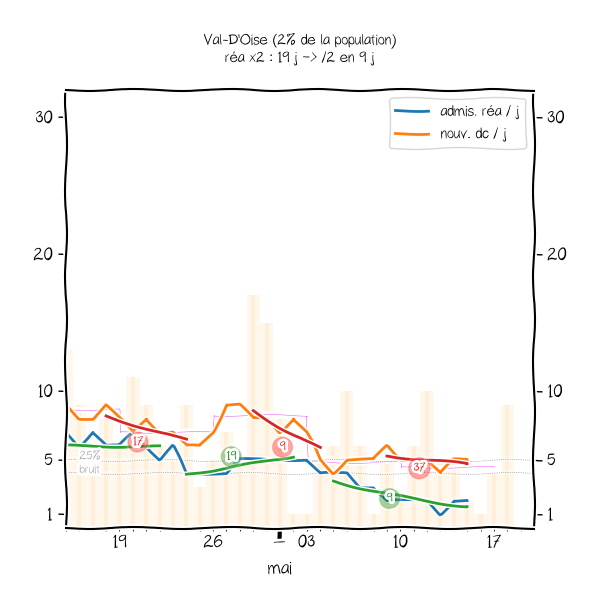 Val-D'Oise (2% de la population)
réa x2 : 19 j -> /2 en 9 j
admis. réa / j
nouv. dc / j
30 30
20 20
10 10
5 5
1 1
25%
bruit
17
19
9
9
37
19 26 1 03 10 17
mai